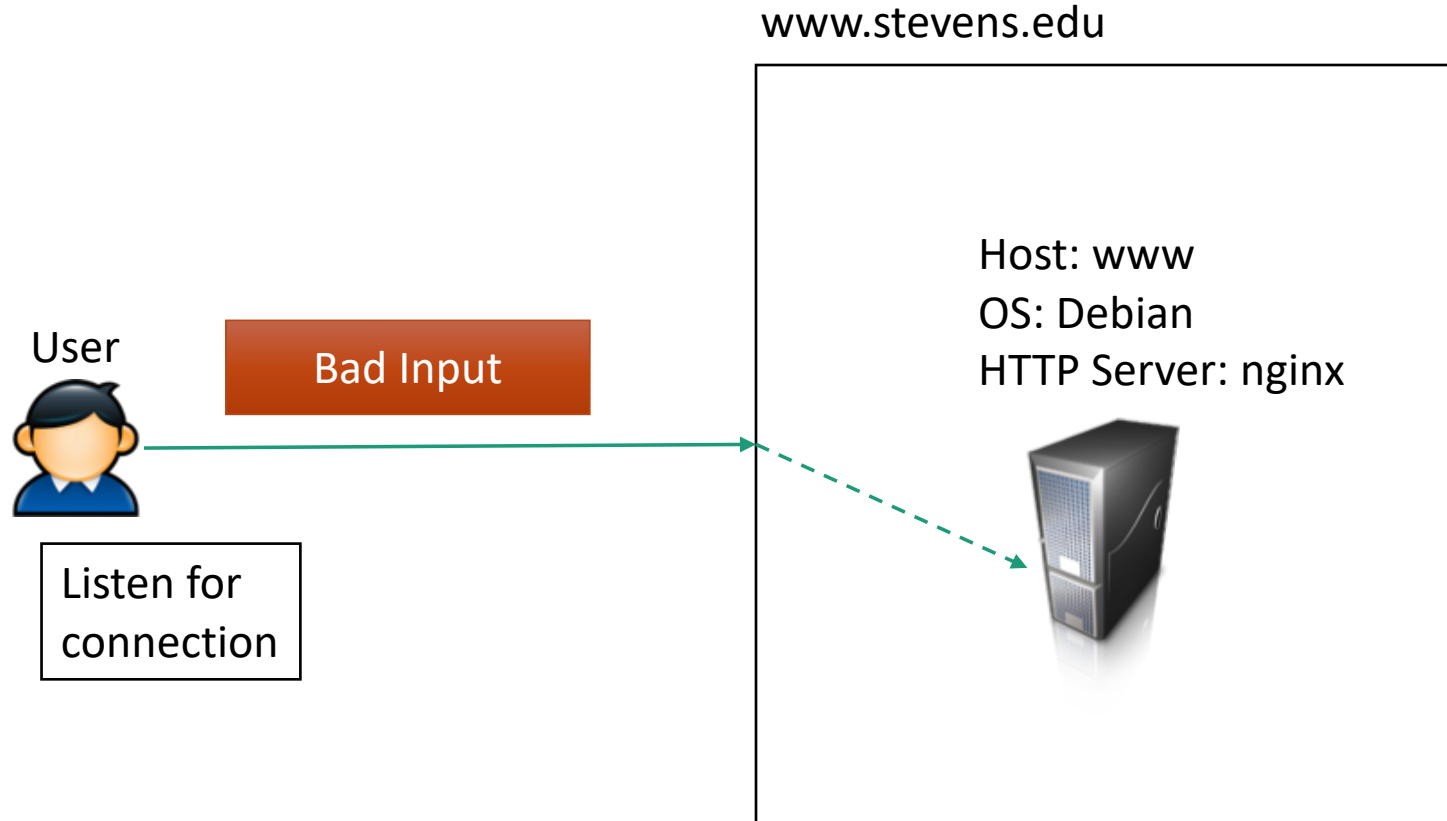 www.stevens.edu
Host: www
OS: Debian
HTTP Server: nginx
User
Bad Input
Listen for
connection